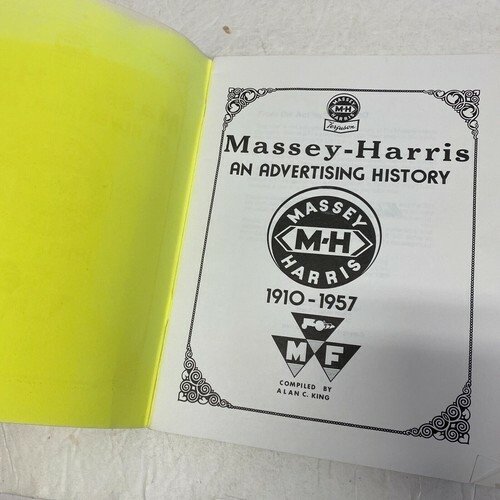 MASSEY
M-H
HARRIS
Ferguson
Massey-Harris
AN ADVERTISING HISTORY
MASSEY
M-H
HARRIS
1910-1957
M F
COMPILED BY
ALAN C. KING